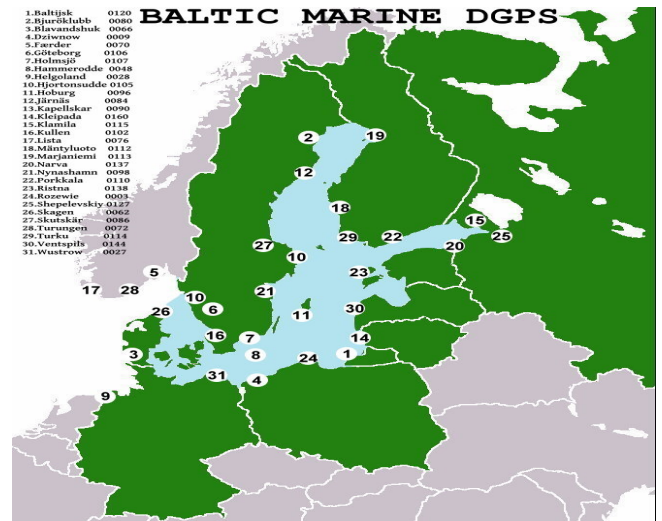 BALTIC MARINE DGPS
1.Baltijsk 0120
2.Bjuröklubb 0080
3.Blavandshuk 0066
4.Dziwnow 0009
5.Færder 0070
6.Göteborg 0106
7.Holmsjö 0107
8.Hammerodde 0048
9.Helgoland 0028
10.Hjortonsudde 0105
11.Hoburg 0096
12.Järnäs 0084
13.Kapellskar 0090
14.Kleipada 0160
15.Klamila 0115
16.Kullen 0102
17.Lista 0076
18.Mäntyluoto 0112
19.Marjaniemi 0113
20.Narva 0137
21.Nynashamn 0098
22.Porkkala 0110
23.Ristna 0138
24.Rozewie 0003
25.Shepelevskiy 0127
26.Skagen 0062
27.Skutskär 0086
28.Turungen 0072
29.Turku 0114
30.Ventspils 0144
31.Wustrow 0027
2
19
12
18
15
29
22
25
27
20
10
5
23
17
28
21
10
26
6
30
11
16
7
14
3
8
24
1
31
4
9